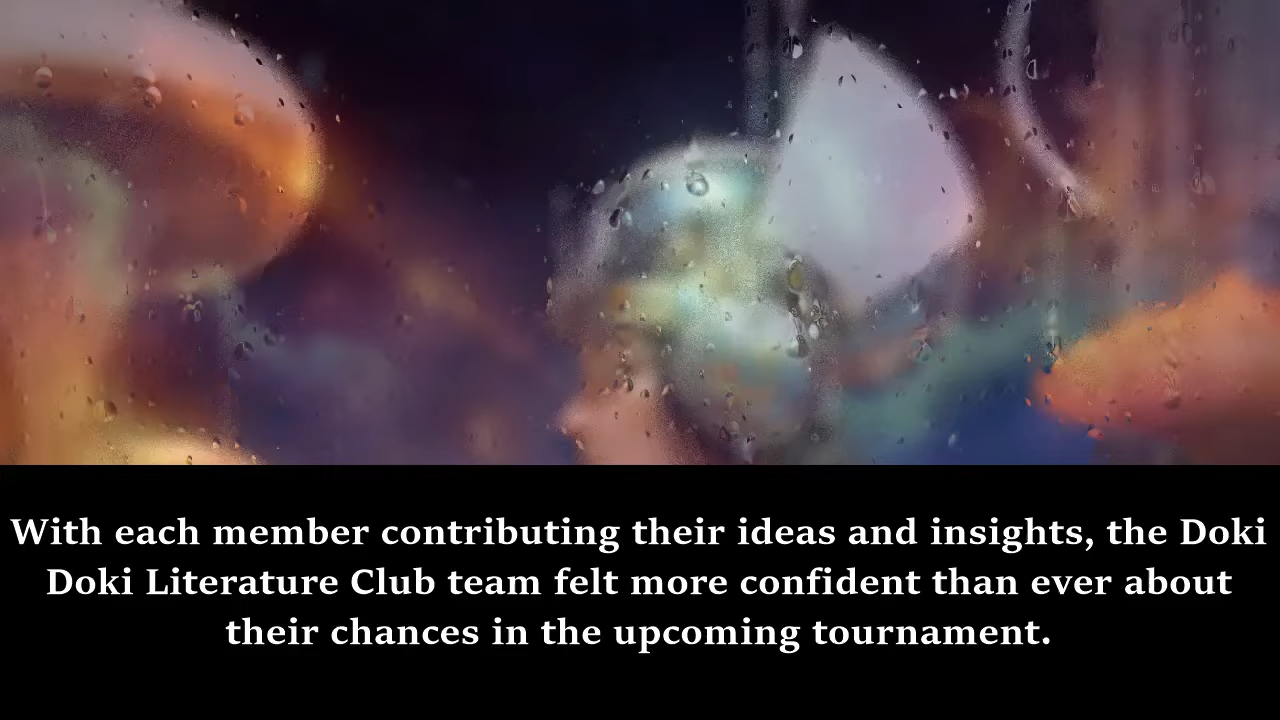 With each member contributing their ideas and insights, the Doki
Doki Literature Club team felt more confident than ever about
their chances in the upcoming tournament.